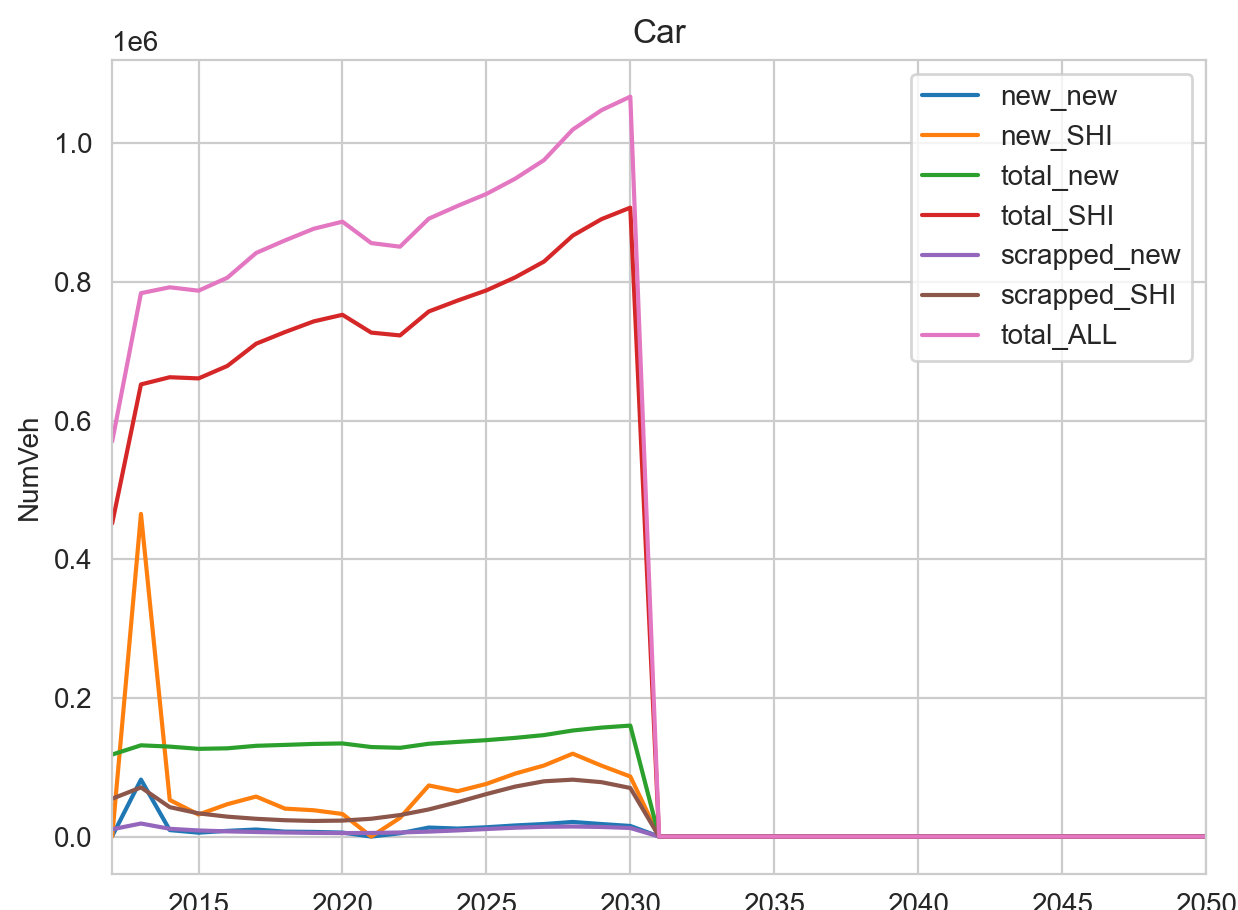 Car
1e6
1.0
0.8
0.6
0.4
0.2
0.0
NumVeh
new_new
new_SHI
total_new
total_SHI
scrapped_new
scrapped_SHI
total_ALL
2015 2020 2025 2030 2035 2040 2045 2050